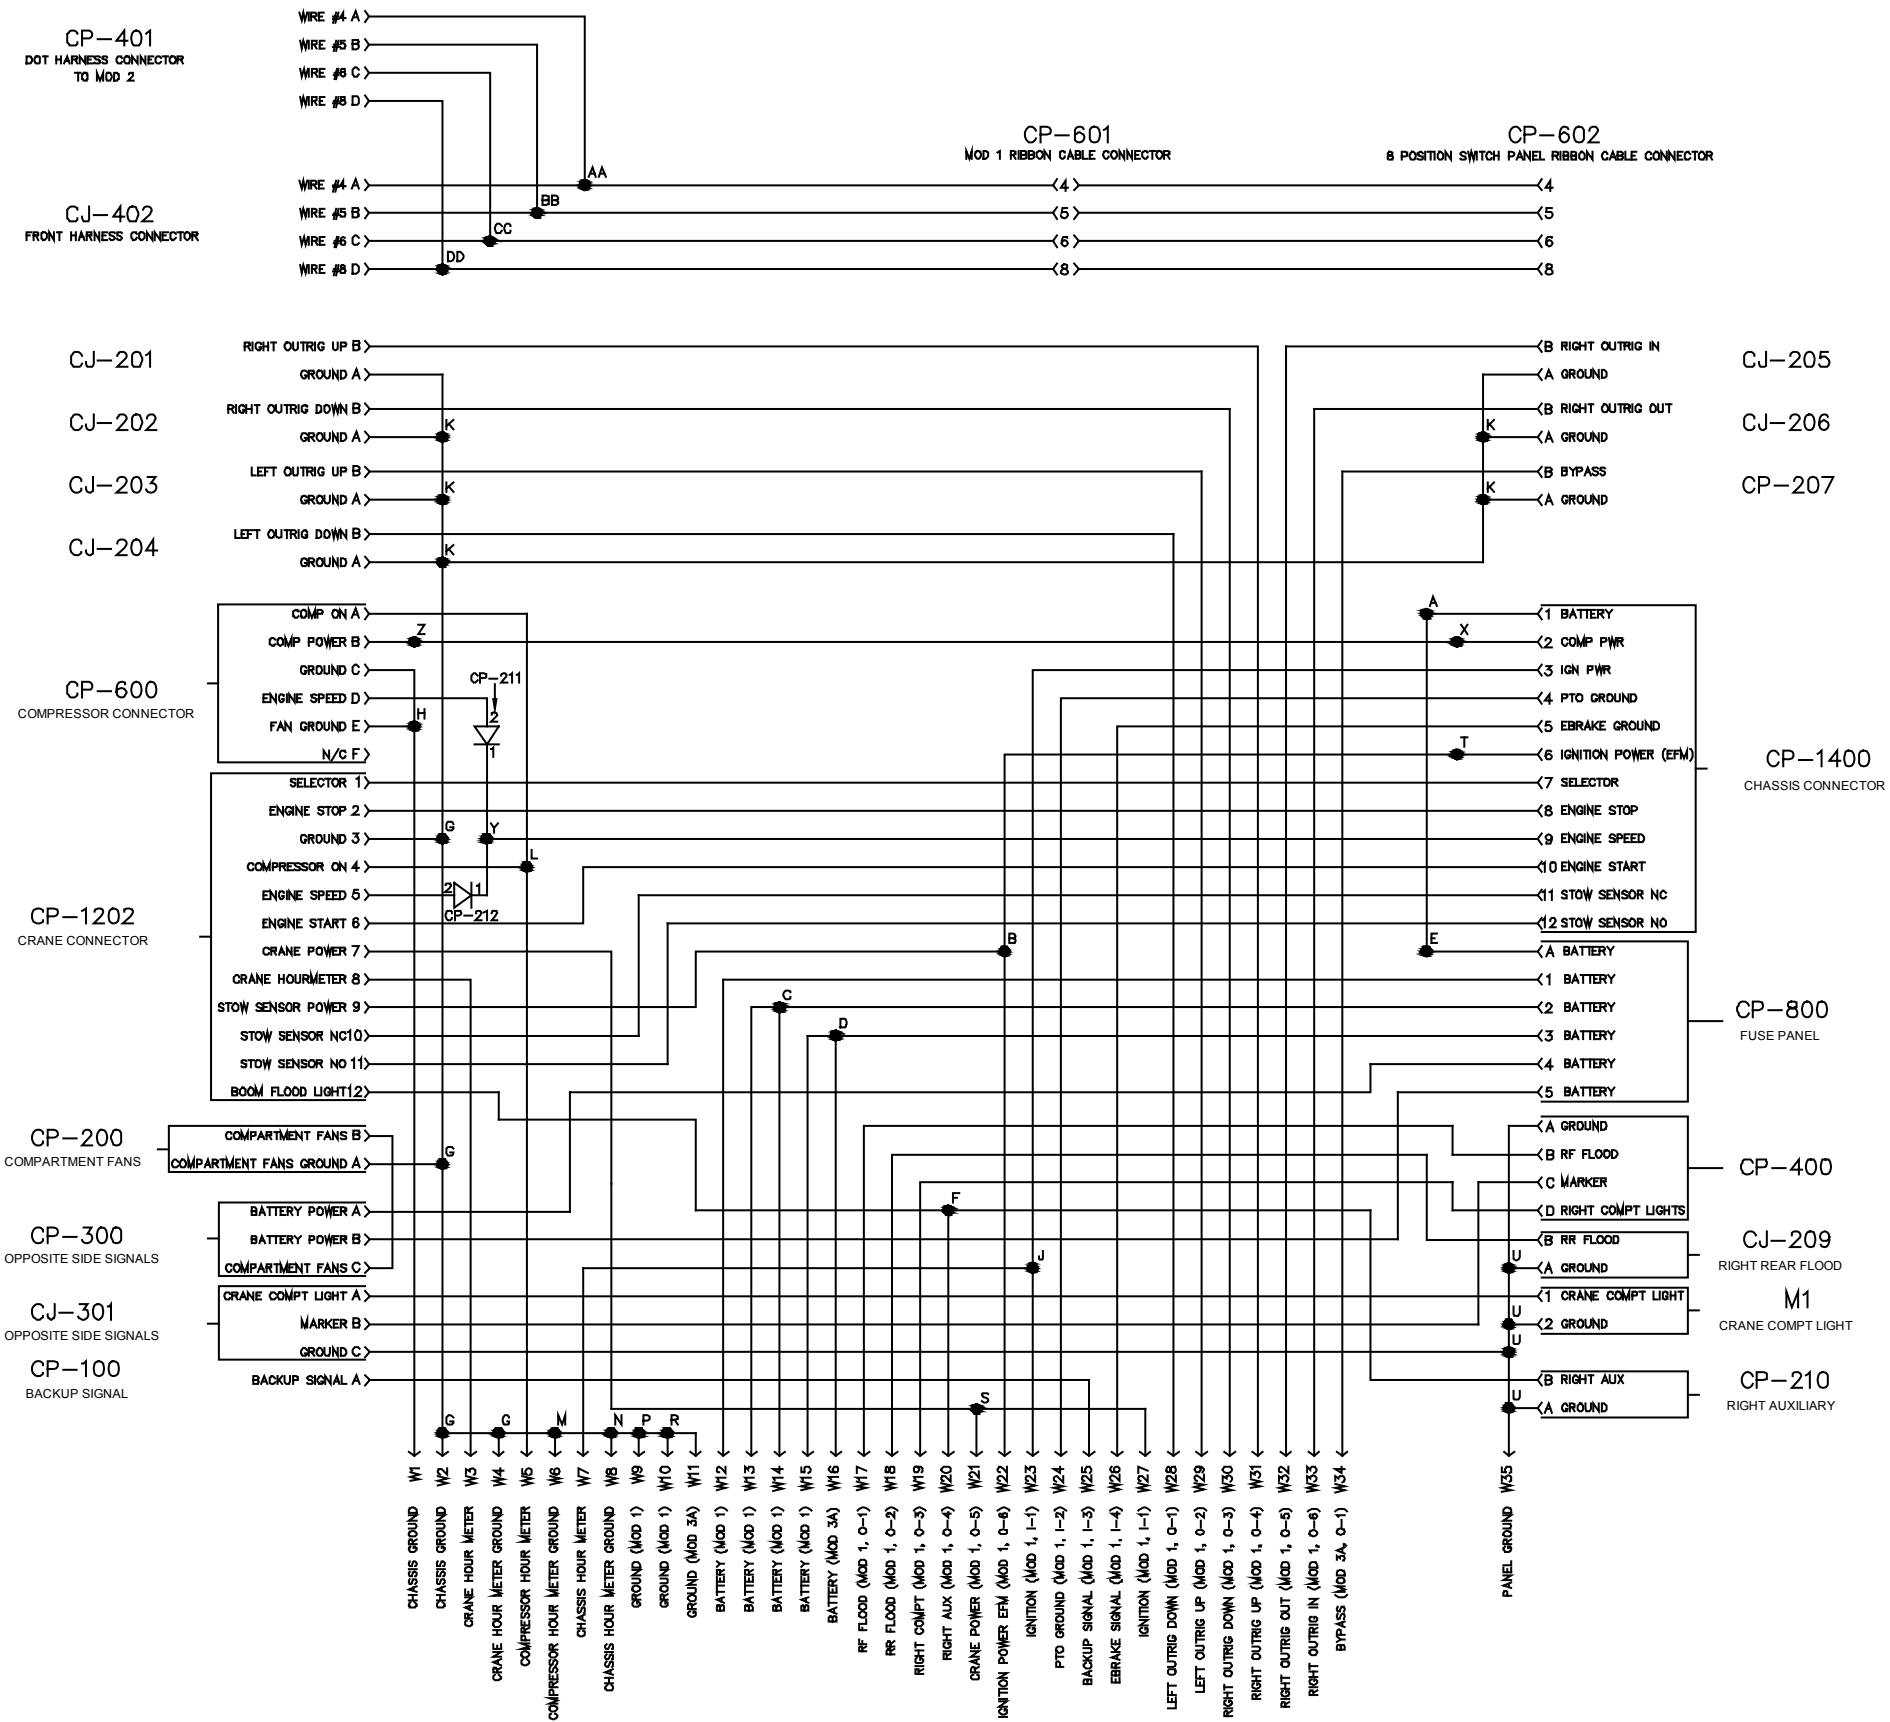 CP-401
DOT HARNESS CONNECTOR
TO MOD 2
WIRE #4 A
WIRE #5 B
WIRE #6 C
WIRE #8 D
CP-601
MOD 1 RIBBON CABLE CONNECTOR
CP-602
8 POSITION SWITCH PANEL RIBBON CABLE CONNECTOR
CJ-402
FRONT HARNESS CONNECTOR
WIRE #4 A AA 4 4
WIRE #5 B BB 5 5
WIRE #6 C CC 6 6
WIRE #8 D DD 8 8
CJ-201
RIGHT OUTRIG UP B
GROUND A
CJ-202
RIGHT OUTRIG DOWN B
GROUND A K
CJ-203
LEFT OUTRIG UP B
GROUND A K
CJ-204
LEFT OUTRIG DOWN B
GROUND A K
B RIGHT OUTRIG IN
A GROUND
CJ-205
B RIGHT OUTRIG OUT
K A GROUND
CJ-206
B BYPASS
K A GROUND
CP-207
CP-600
COMPRESSOR CONNECTOR
COMP ON A
COMP POWER B Z
GROUND C
ENGINE SPEED D
FAN GROUND E H
N/C F
CP-211
2
1
CP-1202
CRANE CONNECTOR
SELECTOR 1
ENGINE STOP 2
GROUND 3 G Y
COMPRESSOR ON 4 L
ENGINE SPEED 5 2 1
CP-212
ENGINE START 6
CRANE POWER 7 B
CRANE HOURMETER 8
STOW SENSOR POWER 9 C
STOW SENSOR NC10 D
STOW SENSOR NO 11
BOOM FLOOD LIGHT12
A 1 BATTERY
X 2 COMP PWR
3 IGN PWR
4 PTO GROUND
5 EBRAKE GROUND
T 6 IGNITION POWER (EFM)
7 SELECTOR
8 ENGINE STOP
9 ENGINE SPEED
10 ENGINE START
11 STOW SENSOR NC
12 STOW SENSOR NO
CP-1400
CHASSIS CONNECTOR
E A BATTERY
1 BATTERY
2 BATTERY
3 BATTERY
4 BATTERY
5 BATTERY
CP-800
FUSE PANEL
CP-200
COMPARTMENT FANS
COMPARTMENT FANS B
COMPARTMENT FANS GROUND A G
CP-300
OPPOSITE SIDE SIGNALS
BATTERY POWER A F
BATTERY POWER B
COMPARTMENT FANS C J
CJ-301
OPPOSITE SIDE SIGNALS
CRANE COMPT LIGHT A
MARKER B
GROUND C U
CP-100
BACKUP SIGNAL
BACKUP SIGNAL A
A GROUND
B RF FLOOD
C MARKER
D RIGHT COMPT LIGHTS
CP-400
B RR FLOOD
U A GROUND
CJ-209
RIGHT REAR FLOOD
1 CRANE COMPT LIGHT
U 2 GROUND
M1
CRANE COMPT LIGHT
B RIGHT AUX
U A GROUND
CP-210
RIGHT AUXILIARY
G G M N P R S
W1 CHASSIS GROUND
W2 CHASSIS GROUND
W3 CRANE HOUR METER
W4 CRANE HOUR METER GROUND
W5 COMPRESSOR HOUR METER
W6 COMPRESSOR HOUR METER GROUND
W7 CHASSIS HOUR METER
W8 CHASSIS HOUR METER GROUND
W9 GROUND (MOD 1)
W10 GROUND (MOD 1)
W11 GROUND (MOD 3A)
W12 BATTERY (MOD 1)
W13 BATTERY (MOD 1)
W14 BATTERY (MOD 1)
W15 BATTERY (MOD 1)
W16 BATTERY (MOD 3A)
W17 RF FLOOD (MOD 1, O-1)
W18 RR FLOOD (MOD 1, O-2)
W19 RIGHT COMPT (MOD 1, O-3)
W20 RIGHT AUX (MOD 1, O-4)
W21 CRANE POWER (MOD 1, O-5)
W22 IGNITION POWER EFM (MOD 1, O-6)
W23 IGNITION (MOD 1, I-1)
W24 PTO GROUND (MOD 1, I-2)
W25 BACKUP SIGNAL (MOD 1, I-3)
W26 EBRAKE SIGNAL (MOD 1, I-4)
W27 IGNITION (MOD 1, I-1)
W28 LEFT OUTRIG DOWN (MOD 1, O-1)
W29 LEFT OUTRIG UP (MOD 1, O-2)
W30 RIGHT OUTRIG DOWN (MOD 1, O-3)
W31 RIGHT OUTRIG UP (MOD 1, O-4)
W32 RIGHT OUTRIG OUT (MOD 1, O-5)
W33 RIGHT OUTRIG IN (MOD 1, O-6)
W34 BYPASS (MOD 3A, O-1)
W35 PANEL GROUND